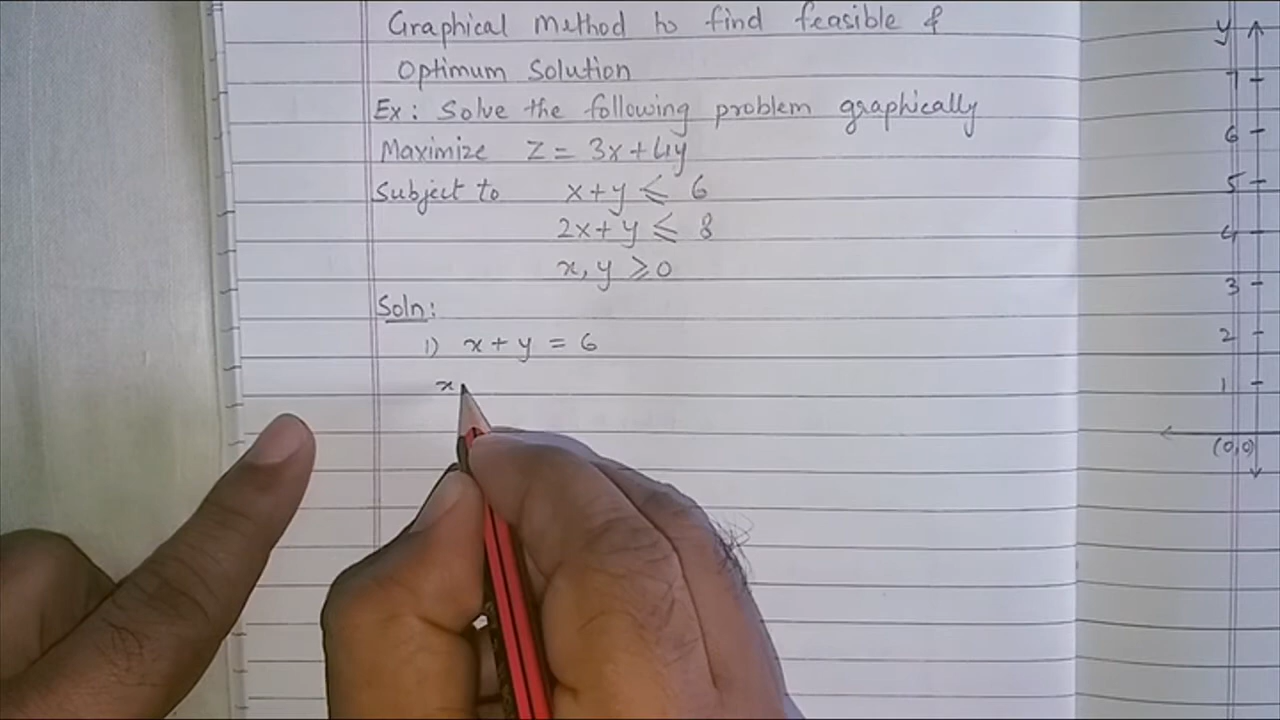 Graphical Method to find feasible &
Optimum Solution
Ex: Solve the following problem graphically
Maximize Z = 3x+4y
Subject to x+y ⩽ 6
2x+y ⩽ 8
x, y ⩾0
Soln:
1) x + y = 6
x
y
7
6
5
4
3
2
1
(0,0)